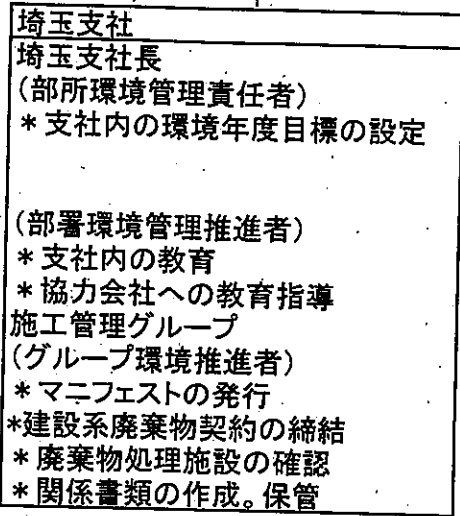 埼玉支社
埼玉支社長
(部所環境管理責任者)
＊支社内の環境年度目標の設定
(部署環境管理推進者)
＊支社内の教育
＊協力会社への教育指導
施工管理グループ
(グループ環境推進者)
＊マニフェストの発行
*建設系廃棄物契約の締結
＊廃棄物処理施設の確認
＊関係書類の作成。保管